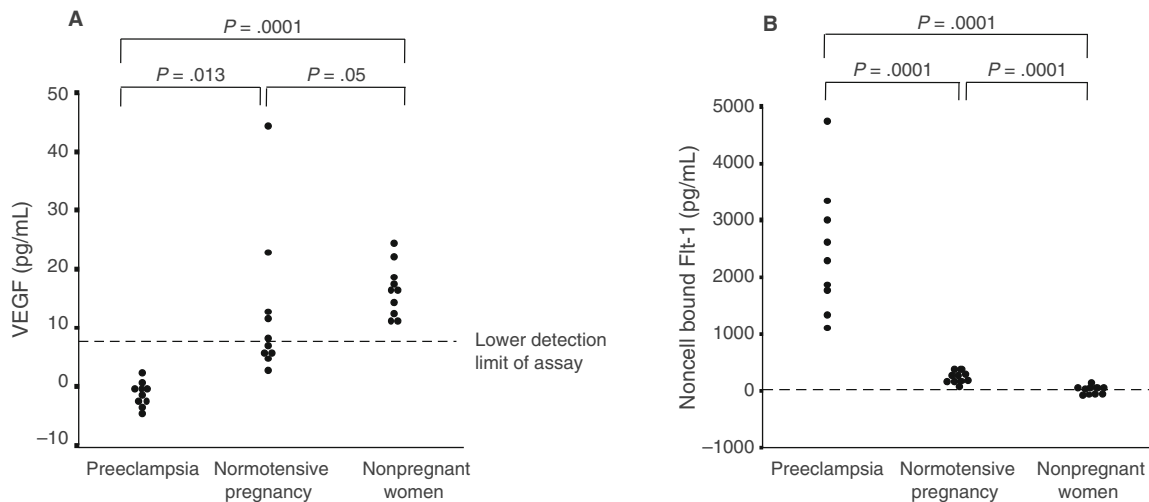 A
P = .0001
P = .013
P = .05
50
40
30
20
10
0
–10
VEGF (pg/mL)
Lower detection
limit of assay
Preeclampsia
Normotensive
pregnancy
Nonpregnant
women
B
P = .0001
P = .0001
P = .0001
5000
4000
3000
2000
1000
0
–1000
Noncell bound Flt-1 (pg/mL)
Preeclampsia
Normotensive
pregnancy
Nonpregnant
women